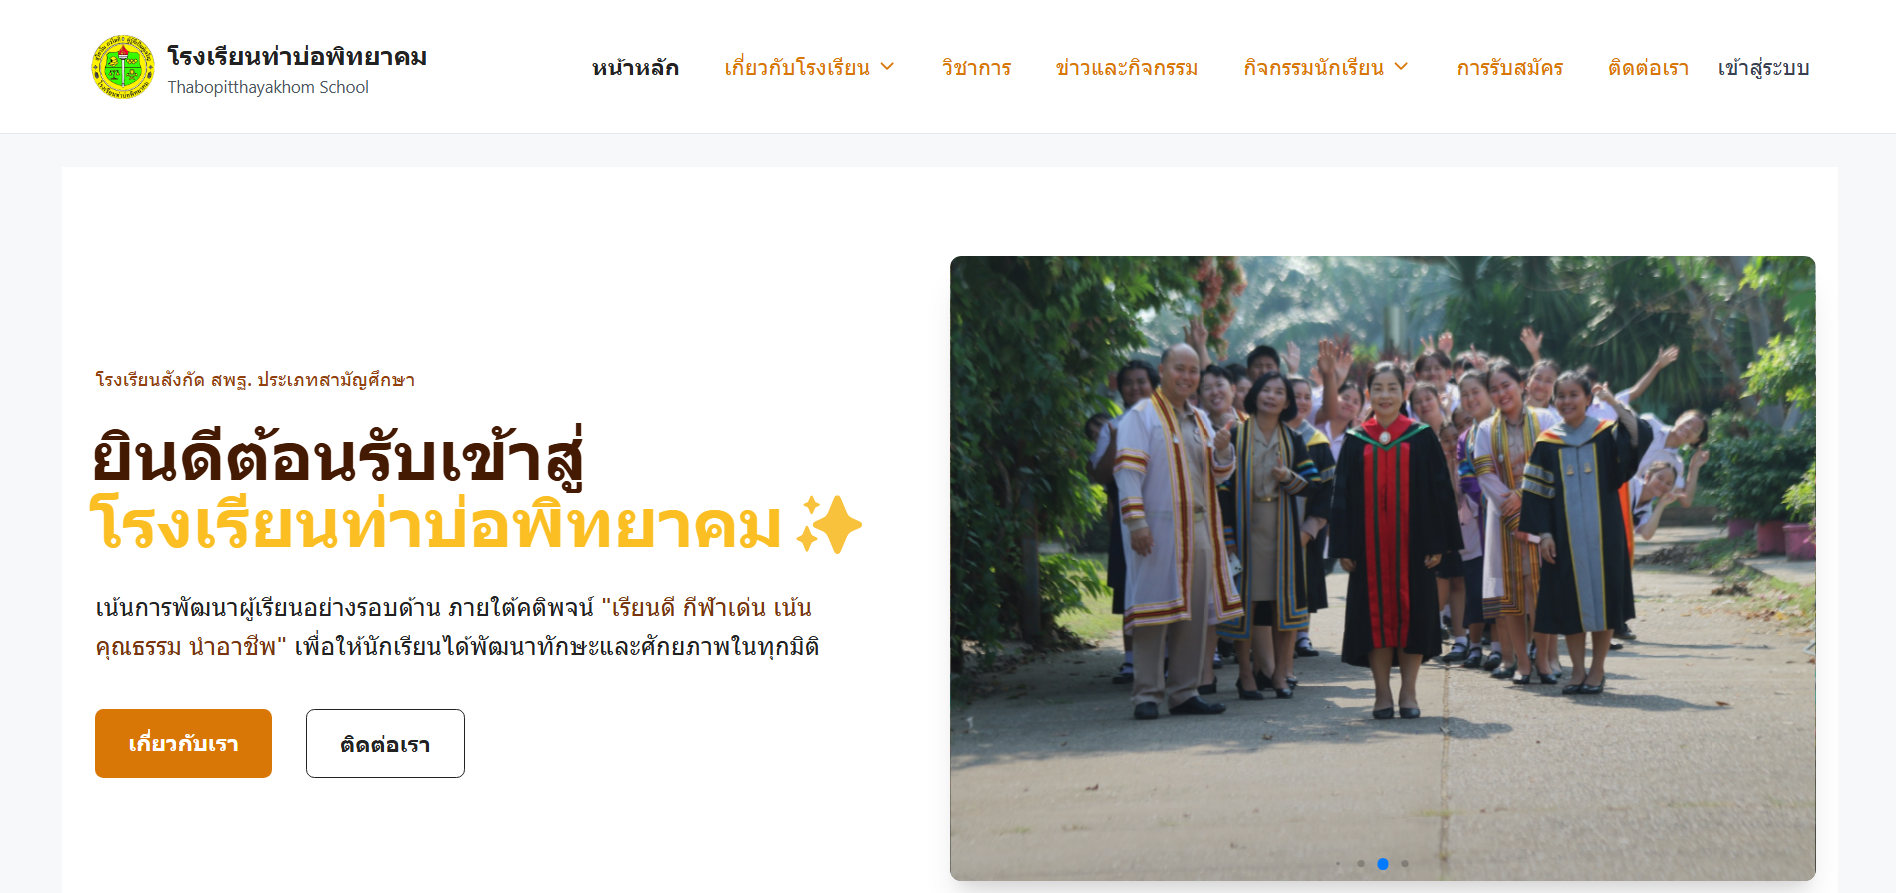 โรงเรียนท่าบ่อพิทยาคม
Thabopitthayakhom School
หน้าหลัก
เกี่ยวกับโรงเรียน
วิชาการ
ข่าวและกิจกรรม
กิจกรรมนักเรียน
การรับสมัคร
ติดต่อเรา
เข้าสู่ระบบ
โรงเรียนสังกัด สพฐ. ประเภทสามัญศึกษา
ยินดีต้อนรับเข้าสู่
โรงเรียนท่าบ่อพิทยาคม
เน้นการพัฒนาผู้เรียนอย่างรอบด้าน ภายใต้คติพจน์ "เรียนดี กีฬาเด่น เน้น
คุณธรรม นำอาชีพ" เพื่อให้นักเรียนได้พัฒนาทักษะและศักยภาพในทุกมิติ
เกี่ยวกับเรา
ติดต่อเรา